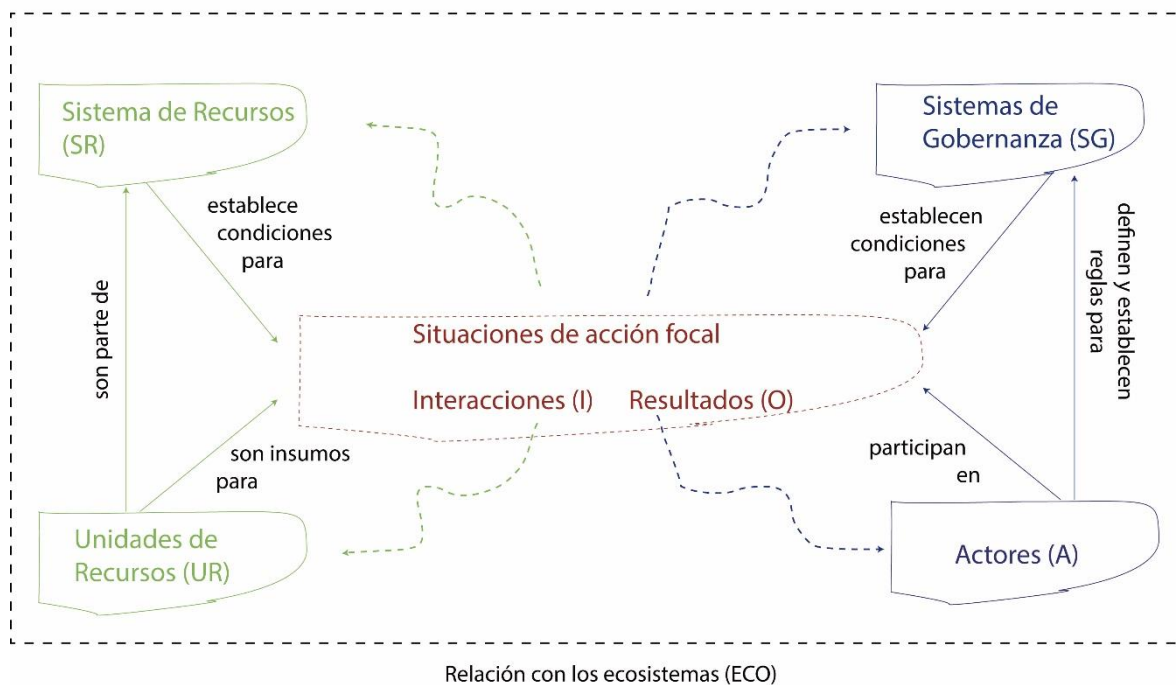 Sistema de Recursos
(SR)
Sistemas de
Gobernanza (SG)
establece
condiciones
para
establecen
condiciones
para
definen y establecen
reglas para
son parte de
Situaciones de acción focal
Interacciones (I) Resultados (O)
son insumos
para
participan
en
Unidades de
Recursos (UR)
Actores (A)
Relación con los ecosistemas (ECO)